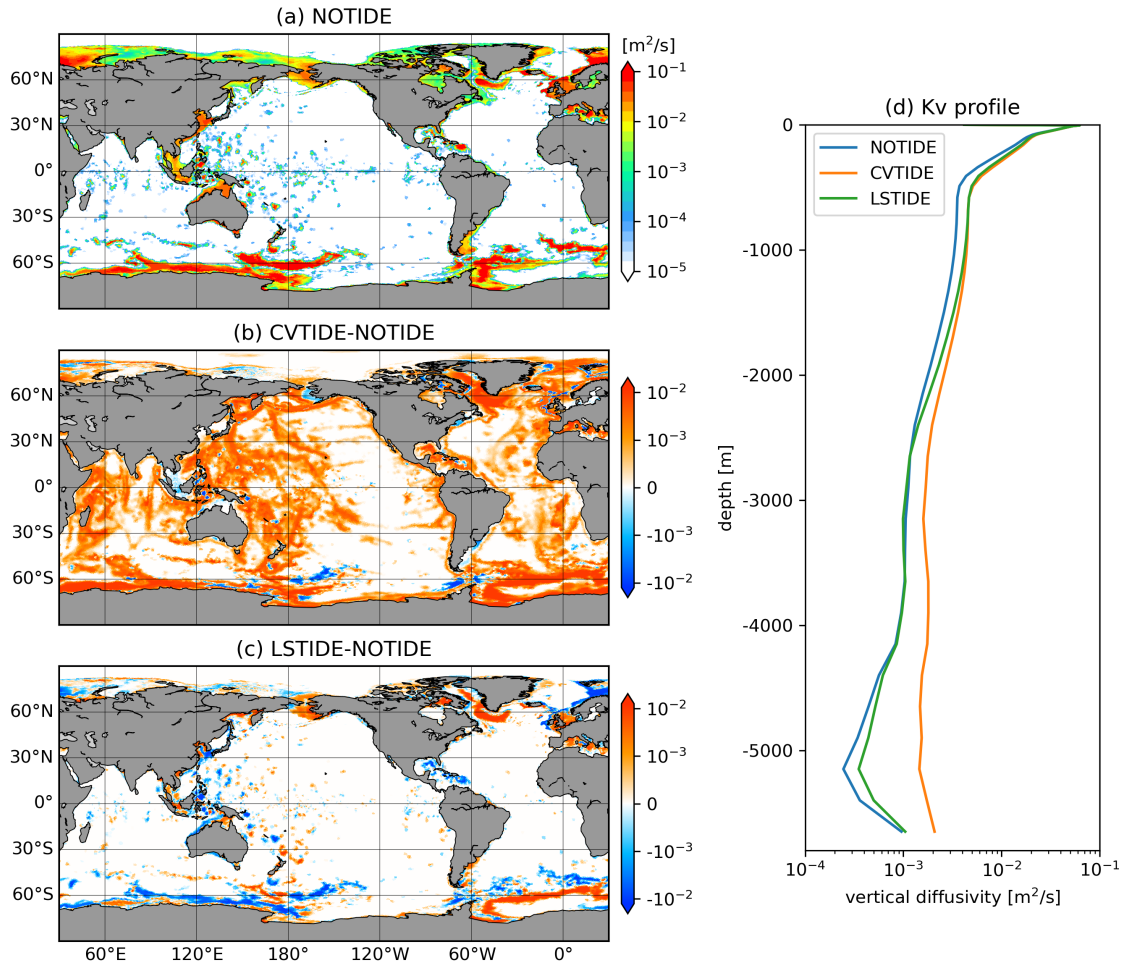 (a) NOTIDE
[m²/s]
60°N
30°N
0°
30°S
60°S
10⁻¹
10⁻²
10⁻³
10⁻⁴
10⁻⁵
(b) CVTIDE-NOTIDE
60°N
30°N
0°
30°S
60°S
10⁻²
10⁻³
0
-10⁻³
-10⁻²
(c) LSTIDE-NOTIDE
60°N
30°N
0°
30°S
60°S
10⁻²
10⁻³
0
-10⁻³
-10⁻²
60°E 120°E 180° 120°W 60°W 0°
(d) Kv profile
NOTIDE
CVTIDE
LSTIDE
0
-1000
-2000
-3000
-4000
-5000
depth [m]
10⁻⁴ 10⁻³ 10⁻² 10⁻¹
vertical diffusivity [m²/s]